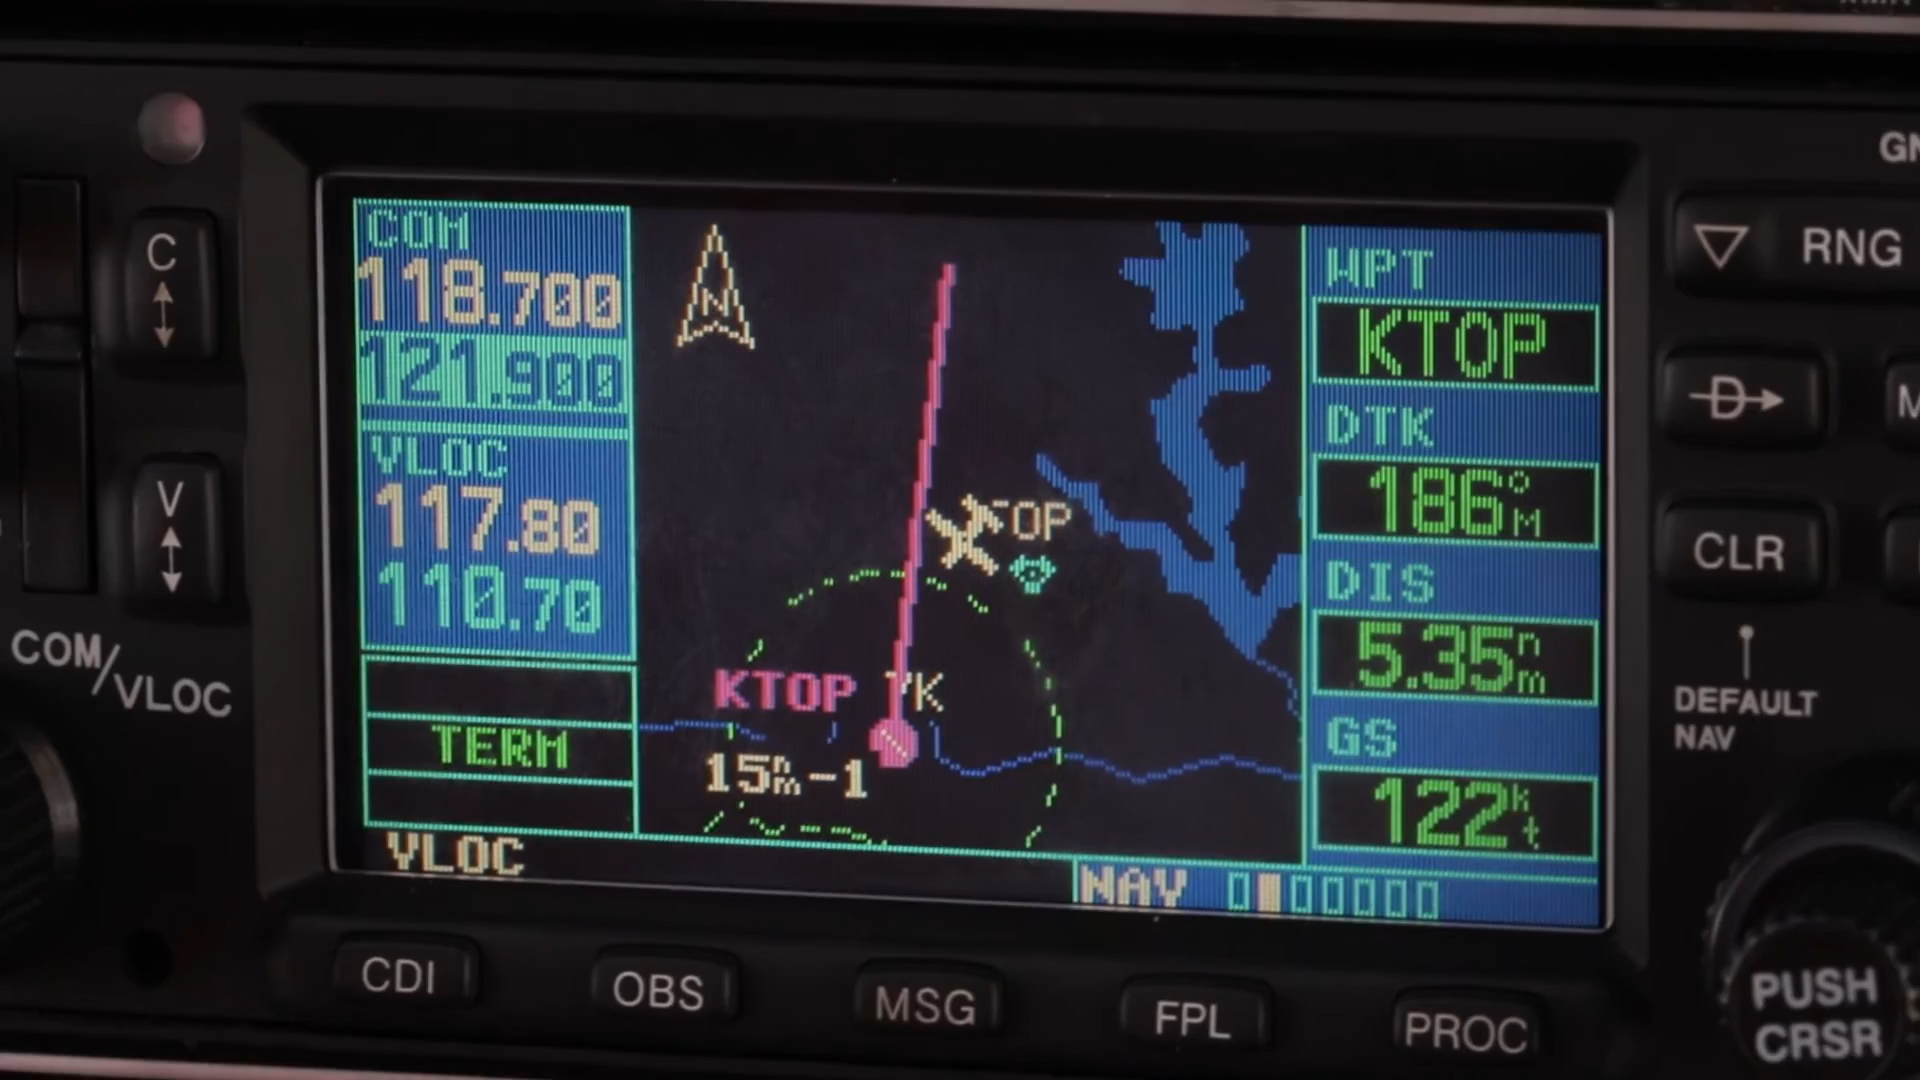 GN
C
COM
118.700
121.900
V
VLOC
117.80
110.70
COM/VLOC
TERM
VLOC
N
TOP
KTOP
7K
15nm-1
WPT
KTOP
DTK
186°M
DIS
5.35nm
GS
122kt
NAV
RNG
D
M
CLR
DEFAULT
NAV
CDI
OBS
MSG
FPL
PROC
PUSH
CRSR